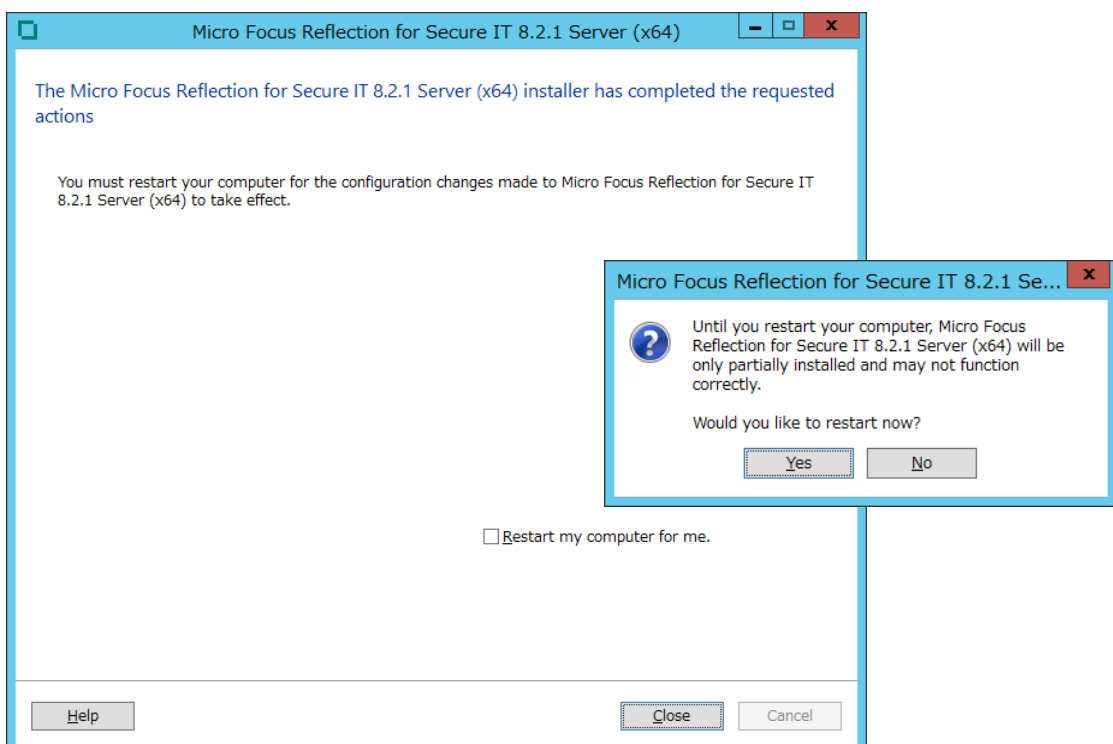 Micro Focus Reflection for Secure IT 8.2.1 Server (x64)
The Micro Focus Reflection for Secure IT 8.2.1 Server (x64) installer has completed the requested
actions
You must restart your computer for the configuration changes made to Micro Focus Reflection for Secure IT
8.2.1 Server (x64) to take effect.
Micro Focus Reflection for Secure IT 8.2.1 Se...
Until you restart your computer, Micro Focus
Reflection for Secure IT 8.2.1 Server (x64) will be
only partially installed and may not function
correctly.
Would you like to restart now?
Yes
No
Restart my computer for me.
Help
Close
Cancel